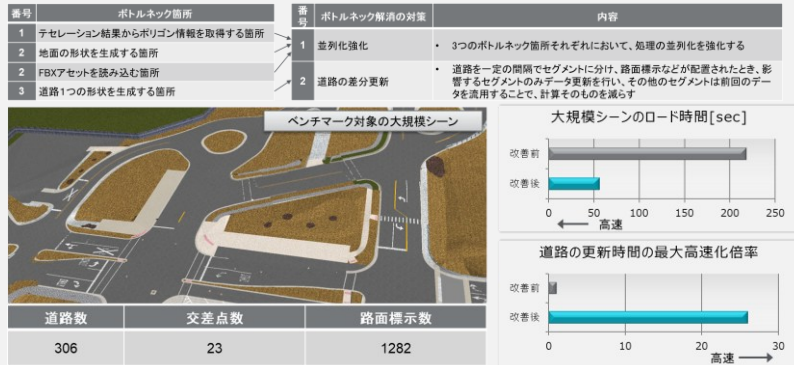 番号 ボトルネック箇所
1 テセレーション結果からポリゴン情報を取得する箇所
2 地面の形状を生成する箇所
2 FBXアセットを読み込む箇所
3 道路1つの形状を生成する箇所
番号 ボトルネック解消の対策 内容
1 並列化強化 • 3つのボトルネック箇所それぞれにおいて、処理の並列化を強化する
2 道路の差分更新 • 道路を一定の間隔でセグメントに分け、路面標示などが配置されたとき、影
響するセグメントのみデータ更新を行い、その他のセグメントは前回のデー
タを流用することで、計算そのものを減らす
ベンチマーク対象の大規模シーン
道路数 交差点数 路面標示数
306 23 1282
大規模シーンのロード時間[sec]
改善前
改善後
0 50 100 150 200 250
高速
道路の更新時間の最大高速化倍率
改善前
改善後
0 10 20 30
高速